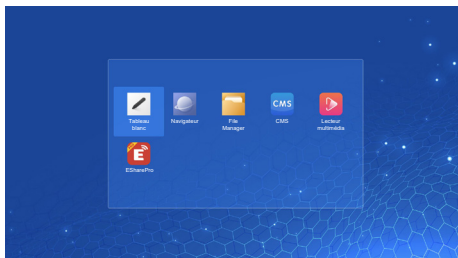 Tableau
blanc
Navigateur
File
Manager
CMS
CMS
Lecteur
multimédia
E
ESharePro